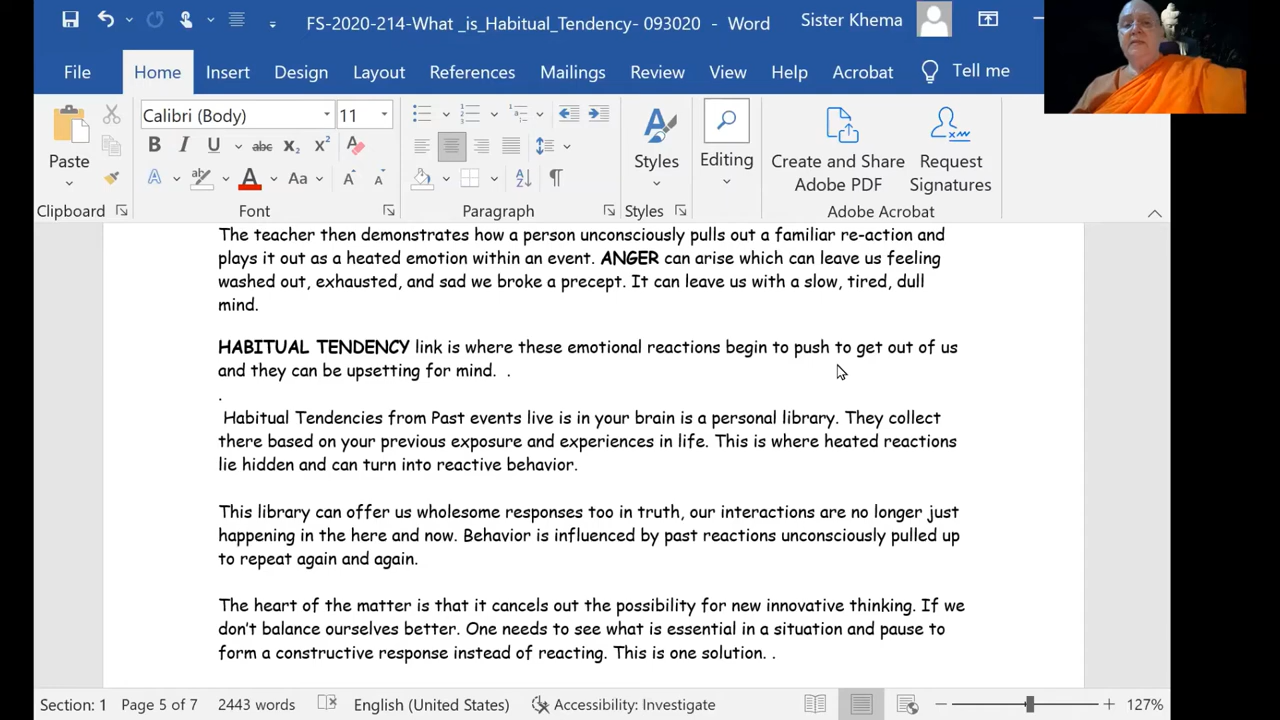 FS-2020-214-What _is_Habitual_Tendency- 093020 - Word
Sister Khema
File Home Insert Design Layout References Mailings Review View Help Acrobat Tell me
Calibri (Body) 11
Paste
B I U abc x₂ x²
A A Aa A A
Styles
Editing
Create and Share Adobe PDF
Request Signatures
Clipboard Font Paragraph Styles Adobe Acrobat
The teacher then demonstrates how a person unconsciously pulls out a familiar re-action and
plays it out as a heated emotion within an event. ANGER can arise which can leave us feeling
washed out, exhausted, and sad we broke a precept. It can leave us with a slow, tired, dull
mind.
HABITUAL TENDENCY link is where these emotional reactions begin to push to get out of us
and they can be upsetting for mind. .
.
Habitual Tendencies from Past events live is in your brain is a personal library. They collect
there based on your previous exposure and experiences in life. This is where heated reactions
lie hidden and can turn into reactive behavior.
This library can offer us wholesome responses too in truth, our interactions are no longer just
happening in the here and now. Behavior is influenced by past reactions unconsciously pulled up
to repeat again and again.
The heart of the matter is that it cancels out the possibility for new innovative thinking. If we
don't balance ourselves better. One needs to see what is essential in a situation and pause to
form a constructive response instead of reacting. This is one solution. .
Section: 1 Page 5 of 7 2443 words English (United States) Accessibility: Investigate 127%